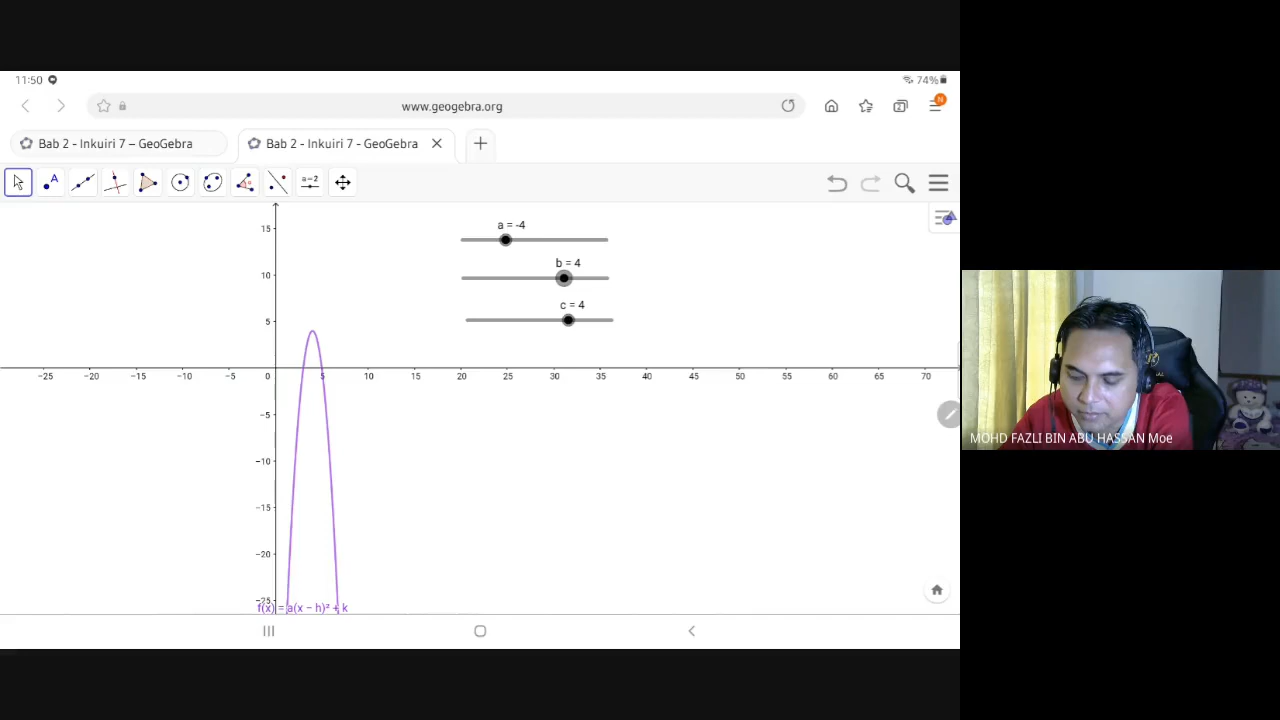 11:50
74%
www.geogebra.org
2
N
Bab 2 - Inkuiri 7 – GeoGebra
Bab 2 - Inkuiri 7 - GeoGebra
A
a=2
a = -4
b = 4
c = 4
15
10
5
−25 −20 −15 −10 −5 0 5 10 15 20 25 30 35 40 45 50 55 60 65 70
−5
−10
−15
−20
−25
f(x) = a(x − h)² + k
MOHD FAZLI BIN ABU HASSAN Moe